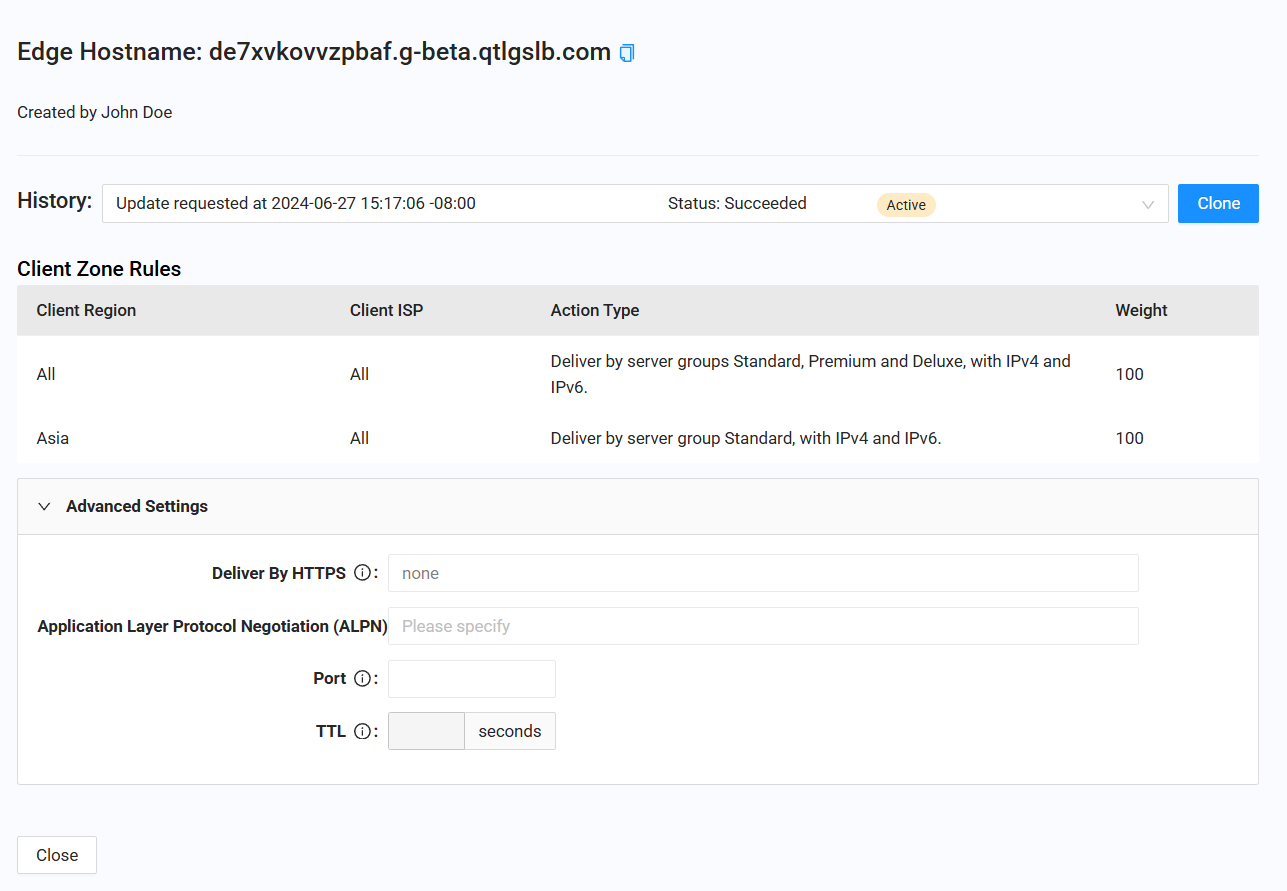 Edge Hostname: de7xvkovvzpbaf.g-beta.qtlgslb.com
Created by John Doe
History: Update requested at 2024-06-27 15:17:06 -08:00 Status: Succeeded Active Clone
Client Zone Rules
Client Region Client ISP Action Type Weight
All All Deliver by server groups Standard, Premium and Deluxe, with IPv4 and
IPv6. 100
Asia All Deliver by server group Standard, with IPv4 and IPv6. 100
Advanced Settings
Deliver By HTTPS : none
Application Layer Protocol Negotiation (ALPN) Please specify
Port :
TTL : seconds
Close